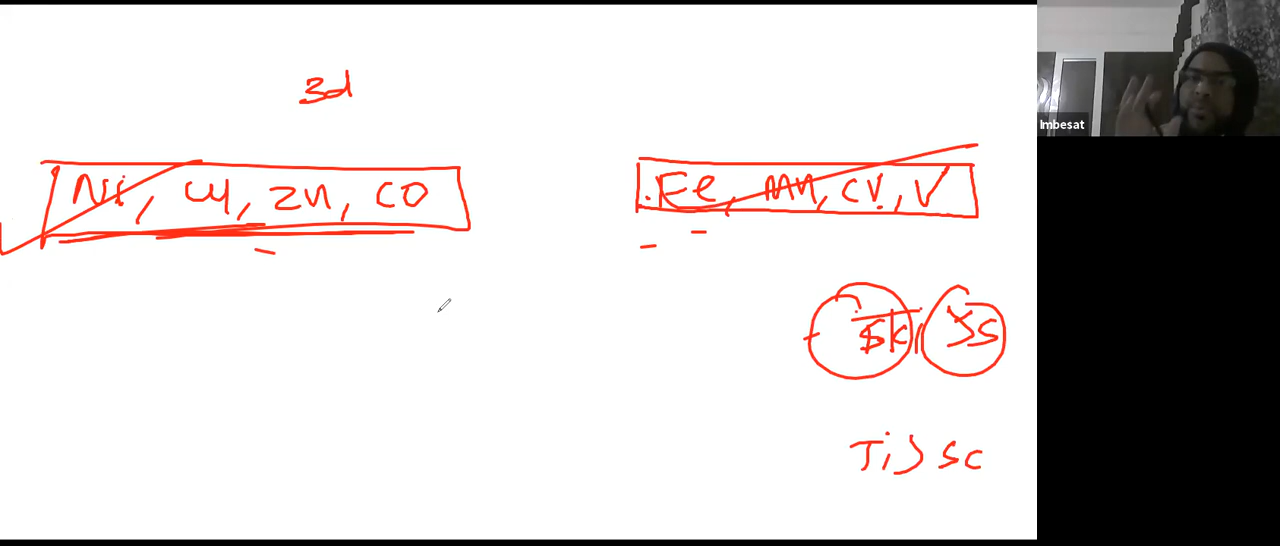 3d
Imbesat
Ni, Cu, Zn, CO
Fe, Mn, Cr, V
Ti, Sc